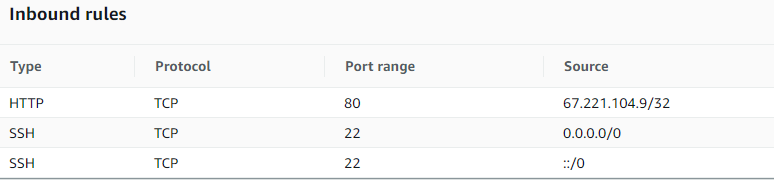 Inbound rules
Type Protocol Port range Source
HTTP TCP 80 67.221.104.9/32
SSH TCP 22 0.0.0.0/0
SSH TCP 22 ::/0